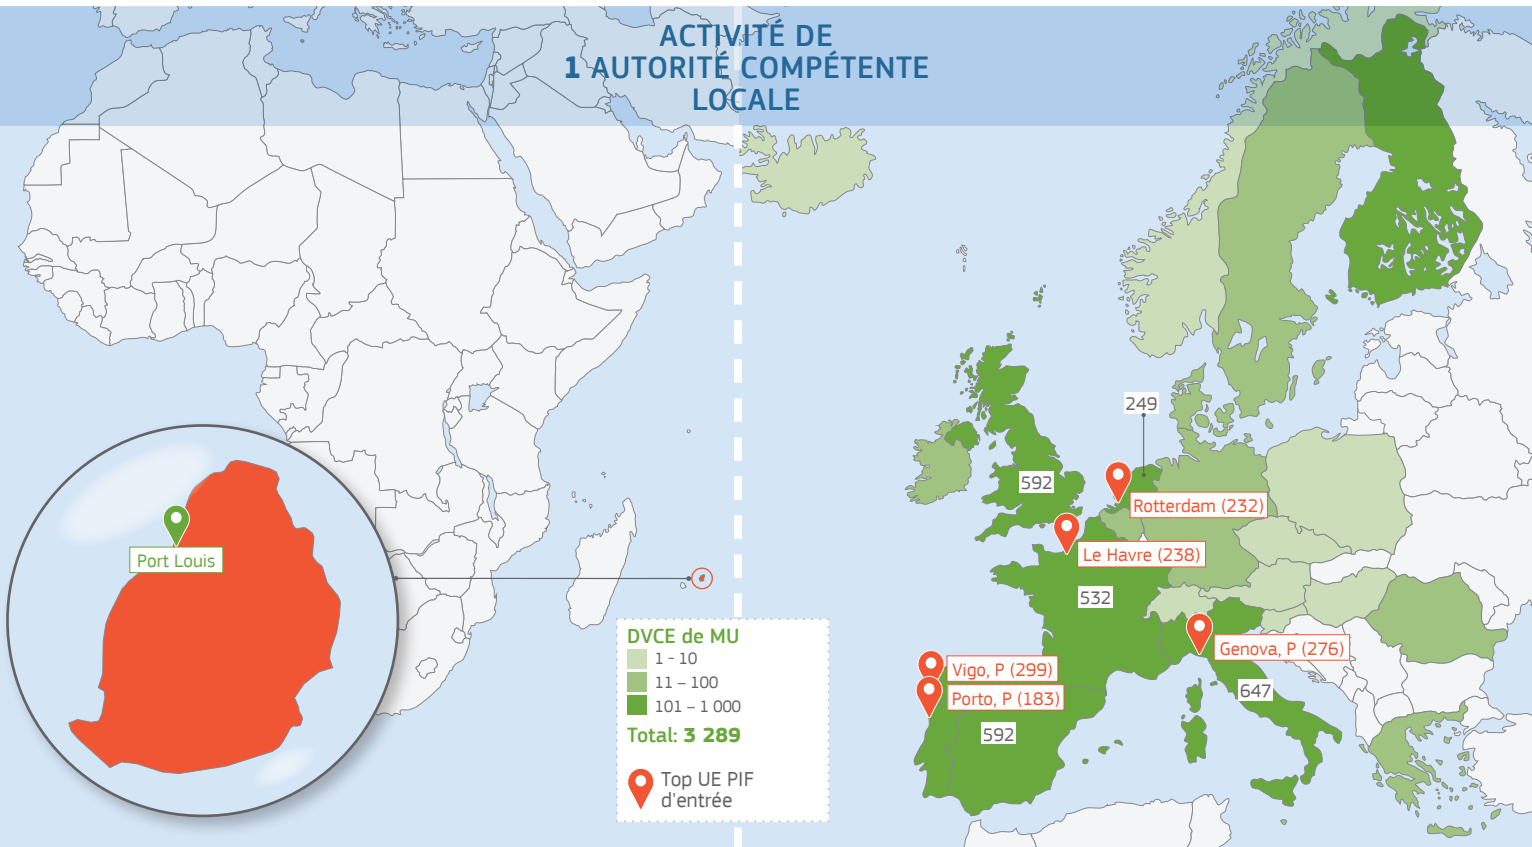 ACTIVITÉ DE
1 AUTORITÉ COMPÉTENTE
LOCALE
249
592
Rotterdam (232)
Le Havre (238)
532
Port Louis
Genova, P (276)
Vigo, P (299)
Porto, P (183)
647
592
DVCE de MU
1 - 10
11 – 100
101 – 1 000
Total: 3 289
Top UE PIF
d'entrée